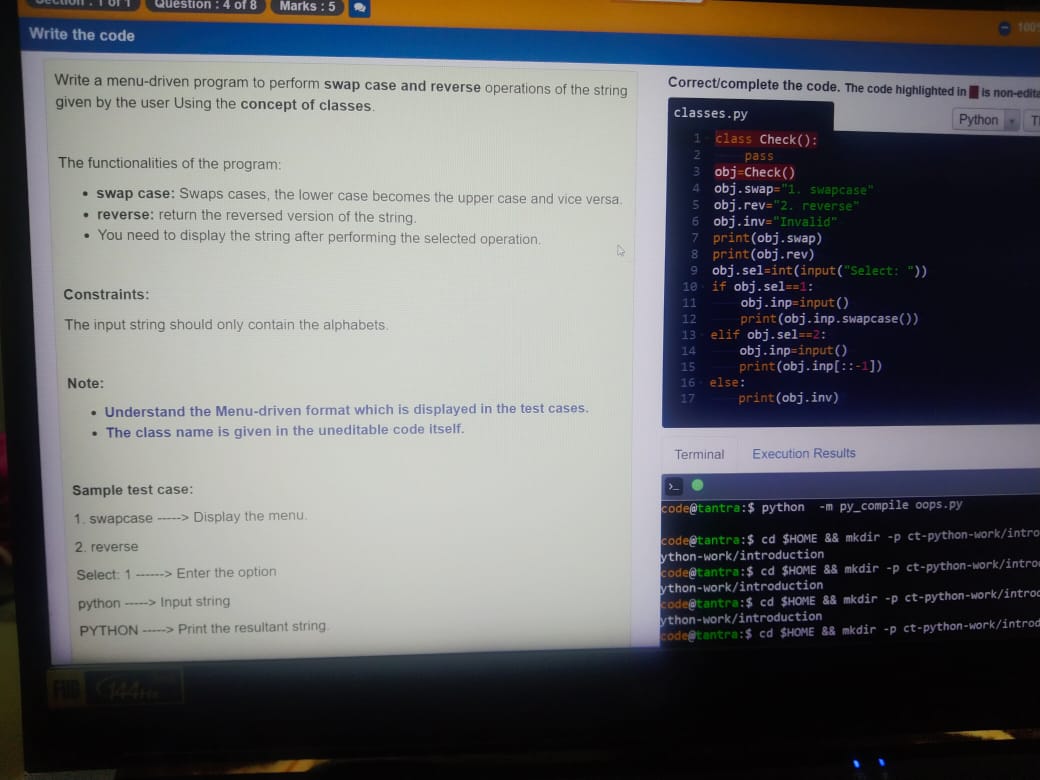 Section : 1 of 1 Question : 4 of 8 Marks : 5
100%
Write the code
Write a menu-driven program to perform swap case and reverse operations of the string
given by the user Using the concept of classes.
The functionalities of the program:
• swap case: Swaps cases, the lower case becomes the upper case and vice versa.
• reverse: return the reversed version of the string.
• You need to display the string after performing the selected operation.
Constraints:
The input string should only contain the alphabets.
Note:
• Understand the Menu-driven format which is displayed in the test cases.
• The class name is given in the uneditable code itself.
Sample test case:
1. swapcase -----> Display the menu.
2. reverse
Select: 1 ------> Enter the option
python -----> Input string
PYTHON -----> Print the resultant string.
Correct/complete the code. The code highlighted in is non-edita
classes.py
Python
1 class Check():
2 pass
3 obj=Check()
4 obj.swap="1. swapcase"
5 obj.rev="2. reverse"
6 obj.inv="Invalid"
7 print(obj.swap)
8 print(obj.rev)
9 obj.sel=int(input("Select: "))
10 if obj.sel==1:
11 obj.inp=input()
12 print(obj.inp.swapcase())
13 elif obj.sel==2:
14 obj.inp=input()
15 print(obj.inp[::-1])
16 else:
17 print(obj.inv)
Terminal Execution Results
>_
code@tantra:$ python -m py_compile oops.py
code@tantra:$ cd $HOME && mkdir -p ct-python-work/intro
ython-work/introduction
code@tantra:$ cd $HOME && mkdir -p ct-python-work/introd
ython-work/introduction
code@tantra:$ cd $HOME && mkdir -p ct-python-work/introd
ython-work/introduction
code@tantra:$ cd $HOME && mkdir -p ct-python-work/introd
144Hz